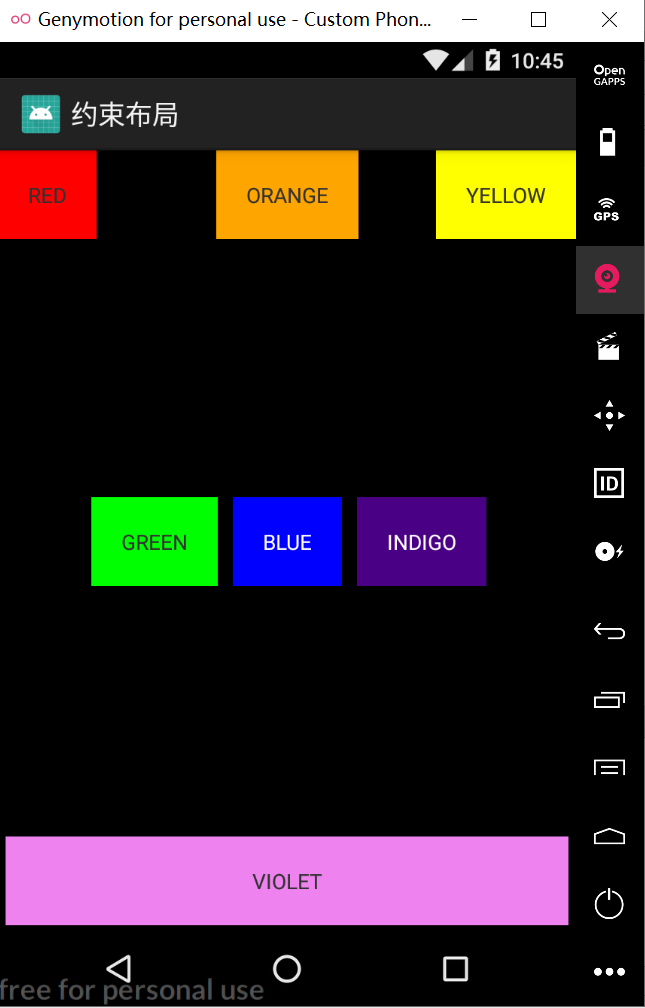 Genymotion for personal use - Custom Phon...
10:45
Open
GAPPS
约束布局
RED
ORANGE
YELLOW
GPS
GREEN
BLUE
INDIGO
ID
VIOLET
free for personal use